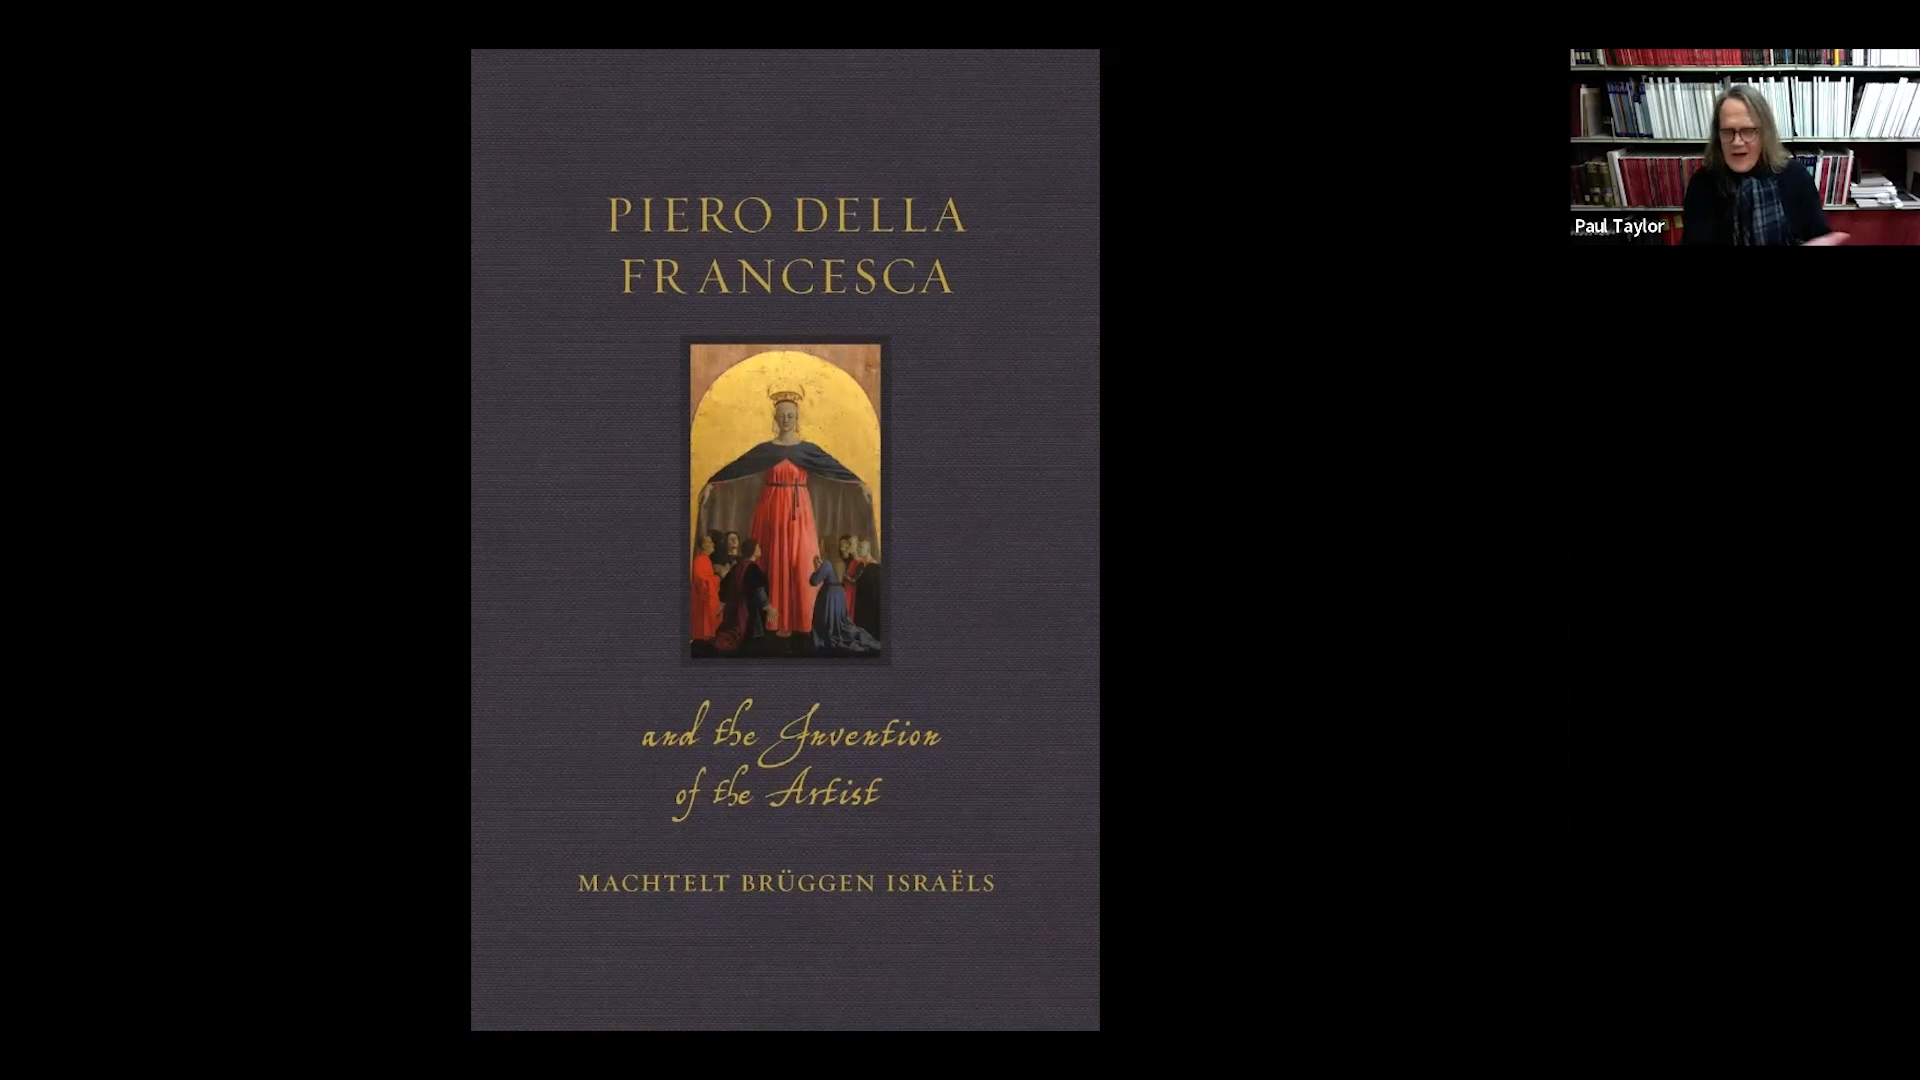 PIERO DELLA
FRANCESCA
and the Invention
of the Artist
MACHTELT BRÜGGEN ISRAËLS
Paul Taylor